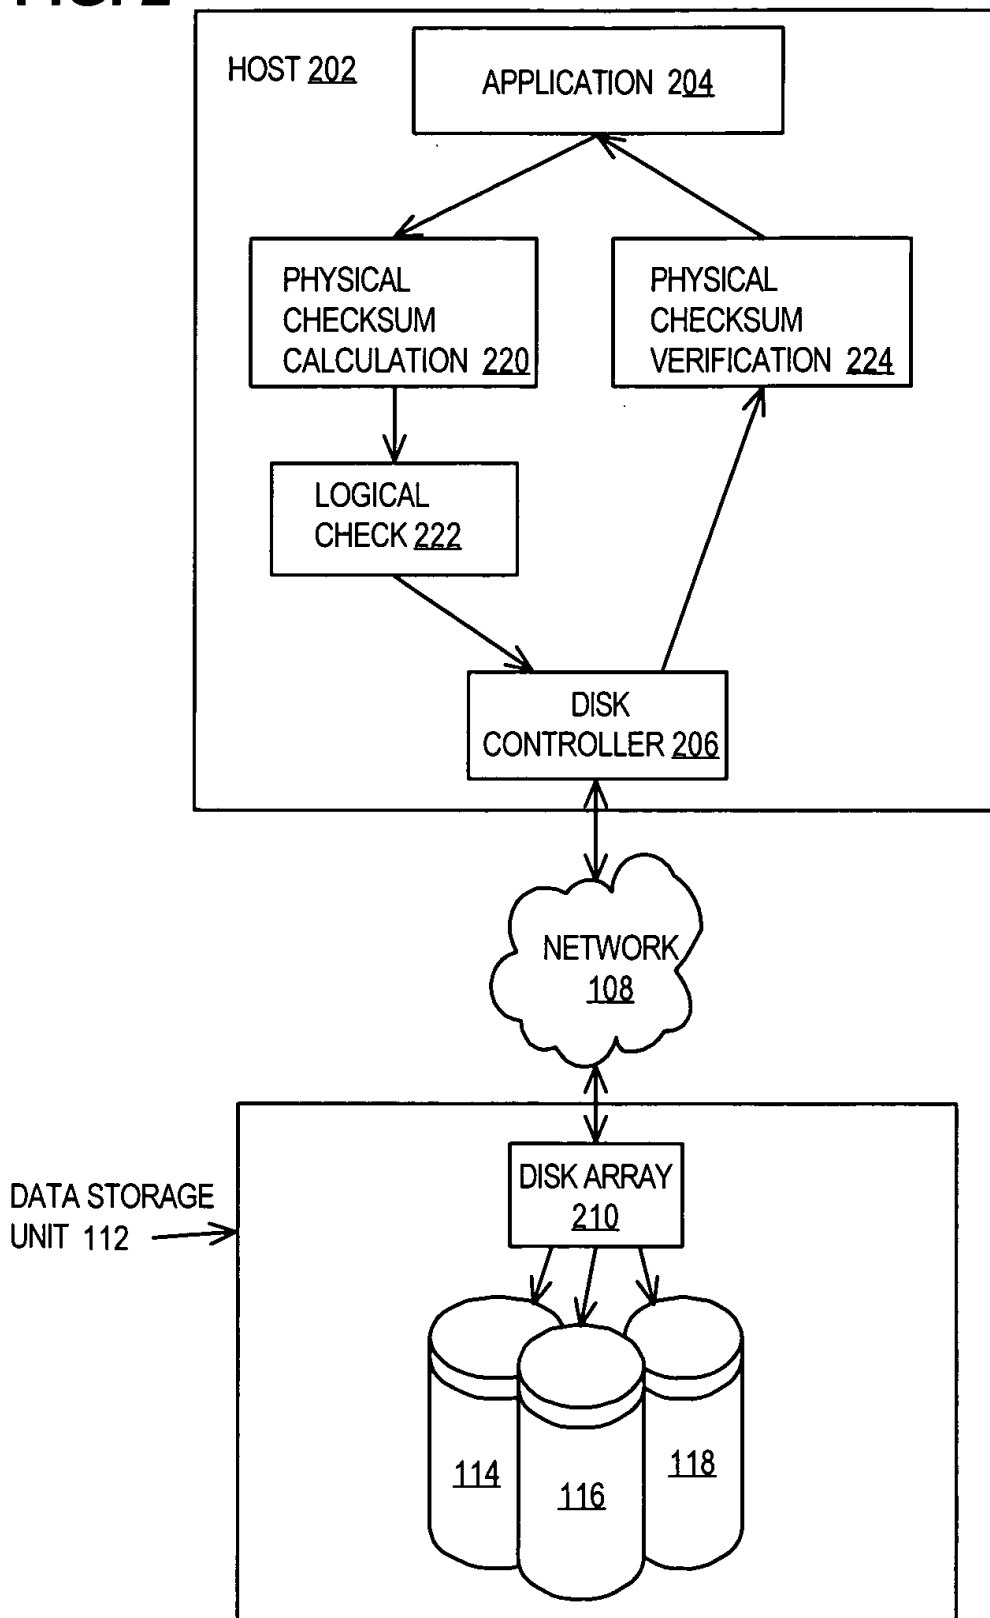 FIG. 2
HOST 202
APPLICATION 204
PHYSICAL
CHECKSUM
CALCULATION 220
PHYSICAL
CHECKSUM
VERIFICATION 224
LOGICAL
CHECK 222
DISK
CONTROLLER 206
NETWORK
108
DISK ARRAY
210
DATA STORAGE
UNIT 112
114
116
118